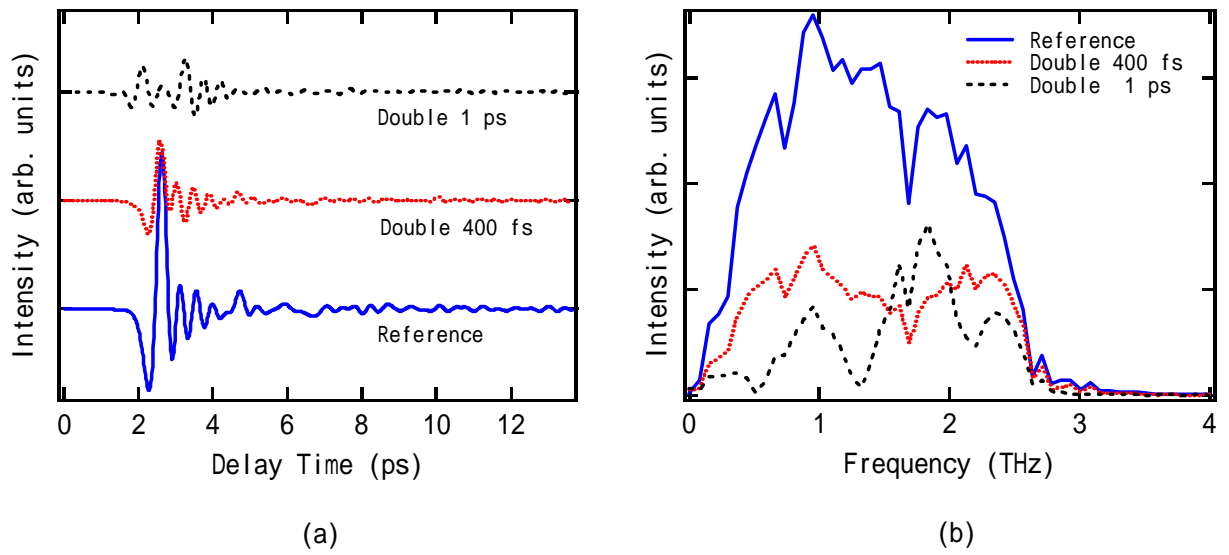 Intensity (arb. units)
Double 1 ps
Double 400 fs
Reference
0 2 4 6 8 10 12
Delay Time (ps)
(a)
Intensity (arb. units)
Reference
Double 400 fs
Double 1 ps
0 1 2 3 4
Frequency (THz)
(b)